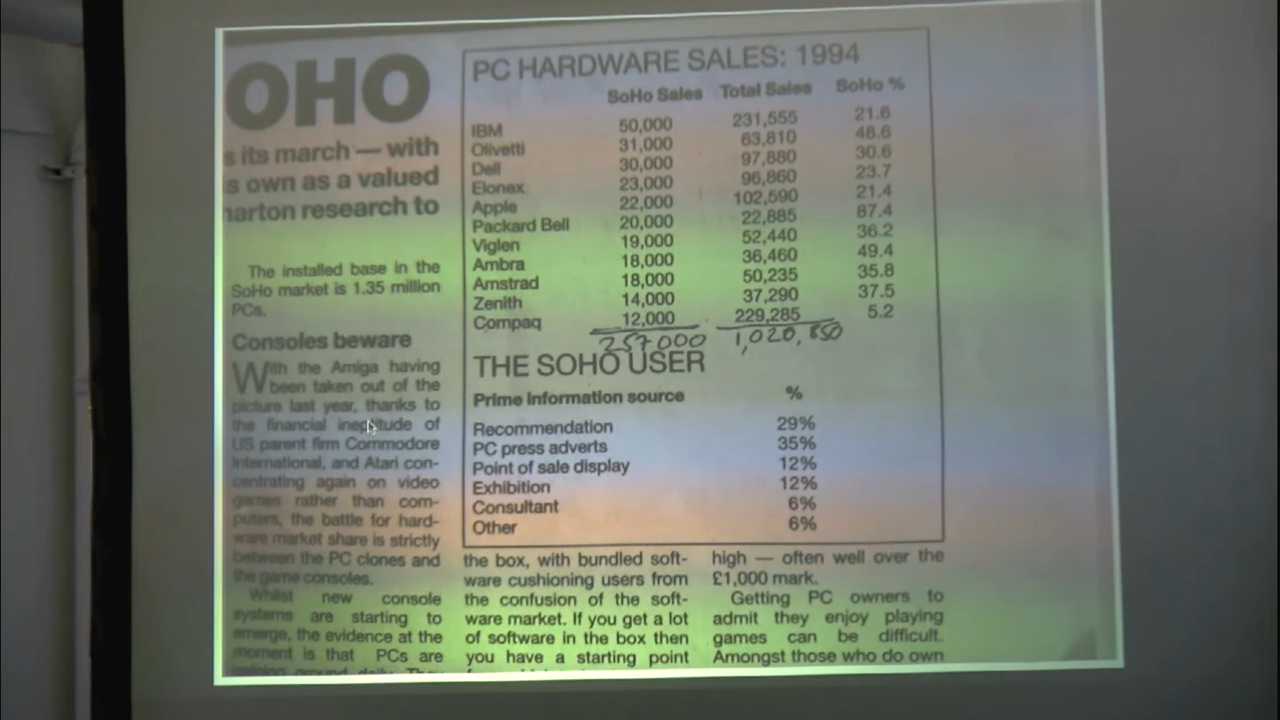 OHO
s its march — with
s own as a valued
harton research to
The installed base in the
SoHo market is 1.35 million
PCs.
Consoles beware
With the Amiga having
been taken out of the
picture last year, thanks to
the financial ineptitude of
US parent firm Commodore
International, and Atari con-
centrating again on video
games rather than com-
puters, the battle for hard-
ware market share is strictly
between the PC clones and
the game consoles.
Whilst new console
systems are starting to
emerge, the evidence at the
moment is that PCs are
PC HARDWARE SALES: 1994
SoHo Sales Total Sales SoHo %
IBM 50,000 231,555 21.6
Olivetti 31,000 63,810 48.6
Dell 30,000 97,880 30.6
Elonex 23,000 96,860 23.7
Apple 22,000 102,590 21.4
Packard Bell 20,000 22,885 87.4
Viglen 19,000 52,440 36.2
Ambra 18,000 36,460 49.4
Amstrad 18,000 50,235 35.8
Zenith 14,000 37,290 37.5
Compaq 12,000 229,285 5.2
257000 1,020,850
THE SOHO USER
Prime Information source %
Recommendation 29%
PC press adverts 35%
Point of sale display 12%
Exhibition 12%
Consultant 6%
Other 6%
the box, with bundled soft-
ware cushioning users from
the confusion of the soft-
ware market. If you get a lot
of software in the box then
you have a starting point
high — often well over the
£1,000 mark.
Getting PC owners to
admit they enjoy playing
games can be difficult.
Amongst those who do own